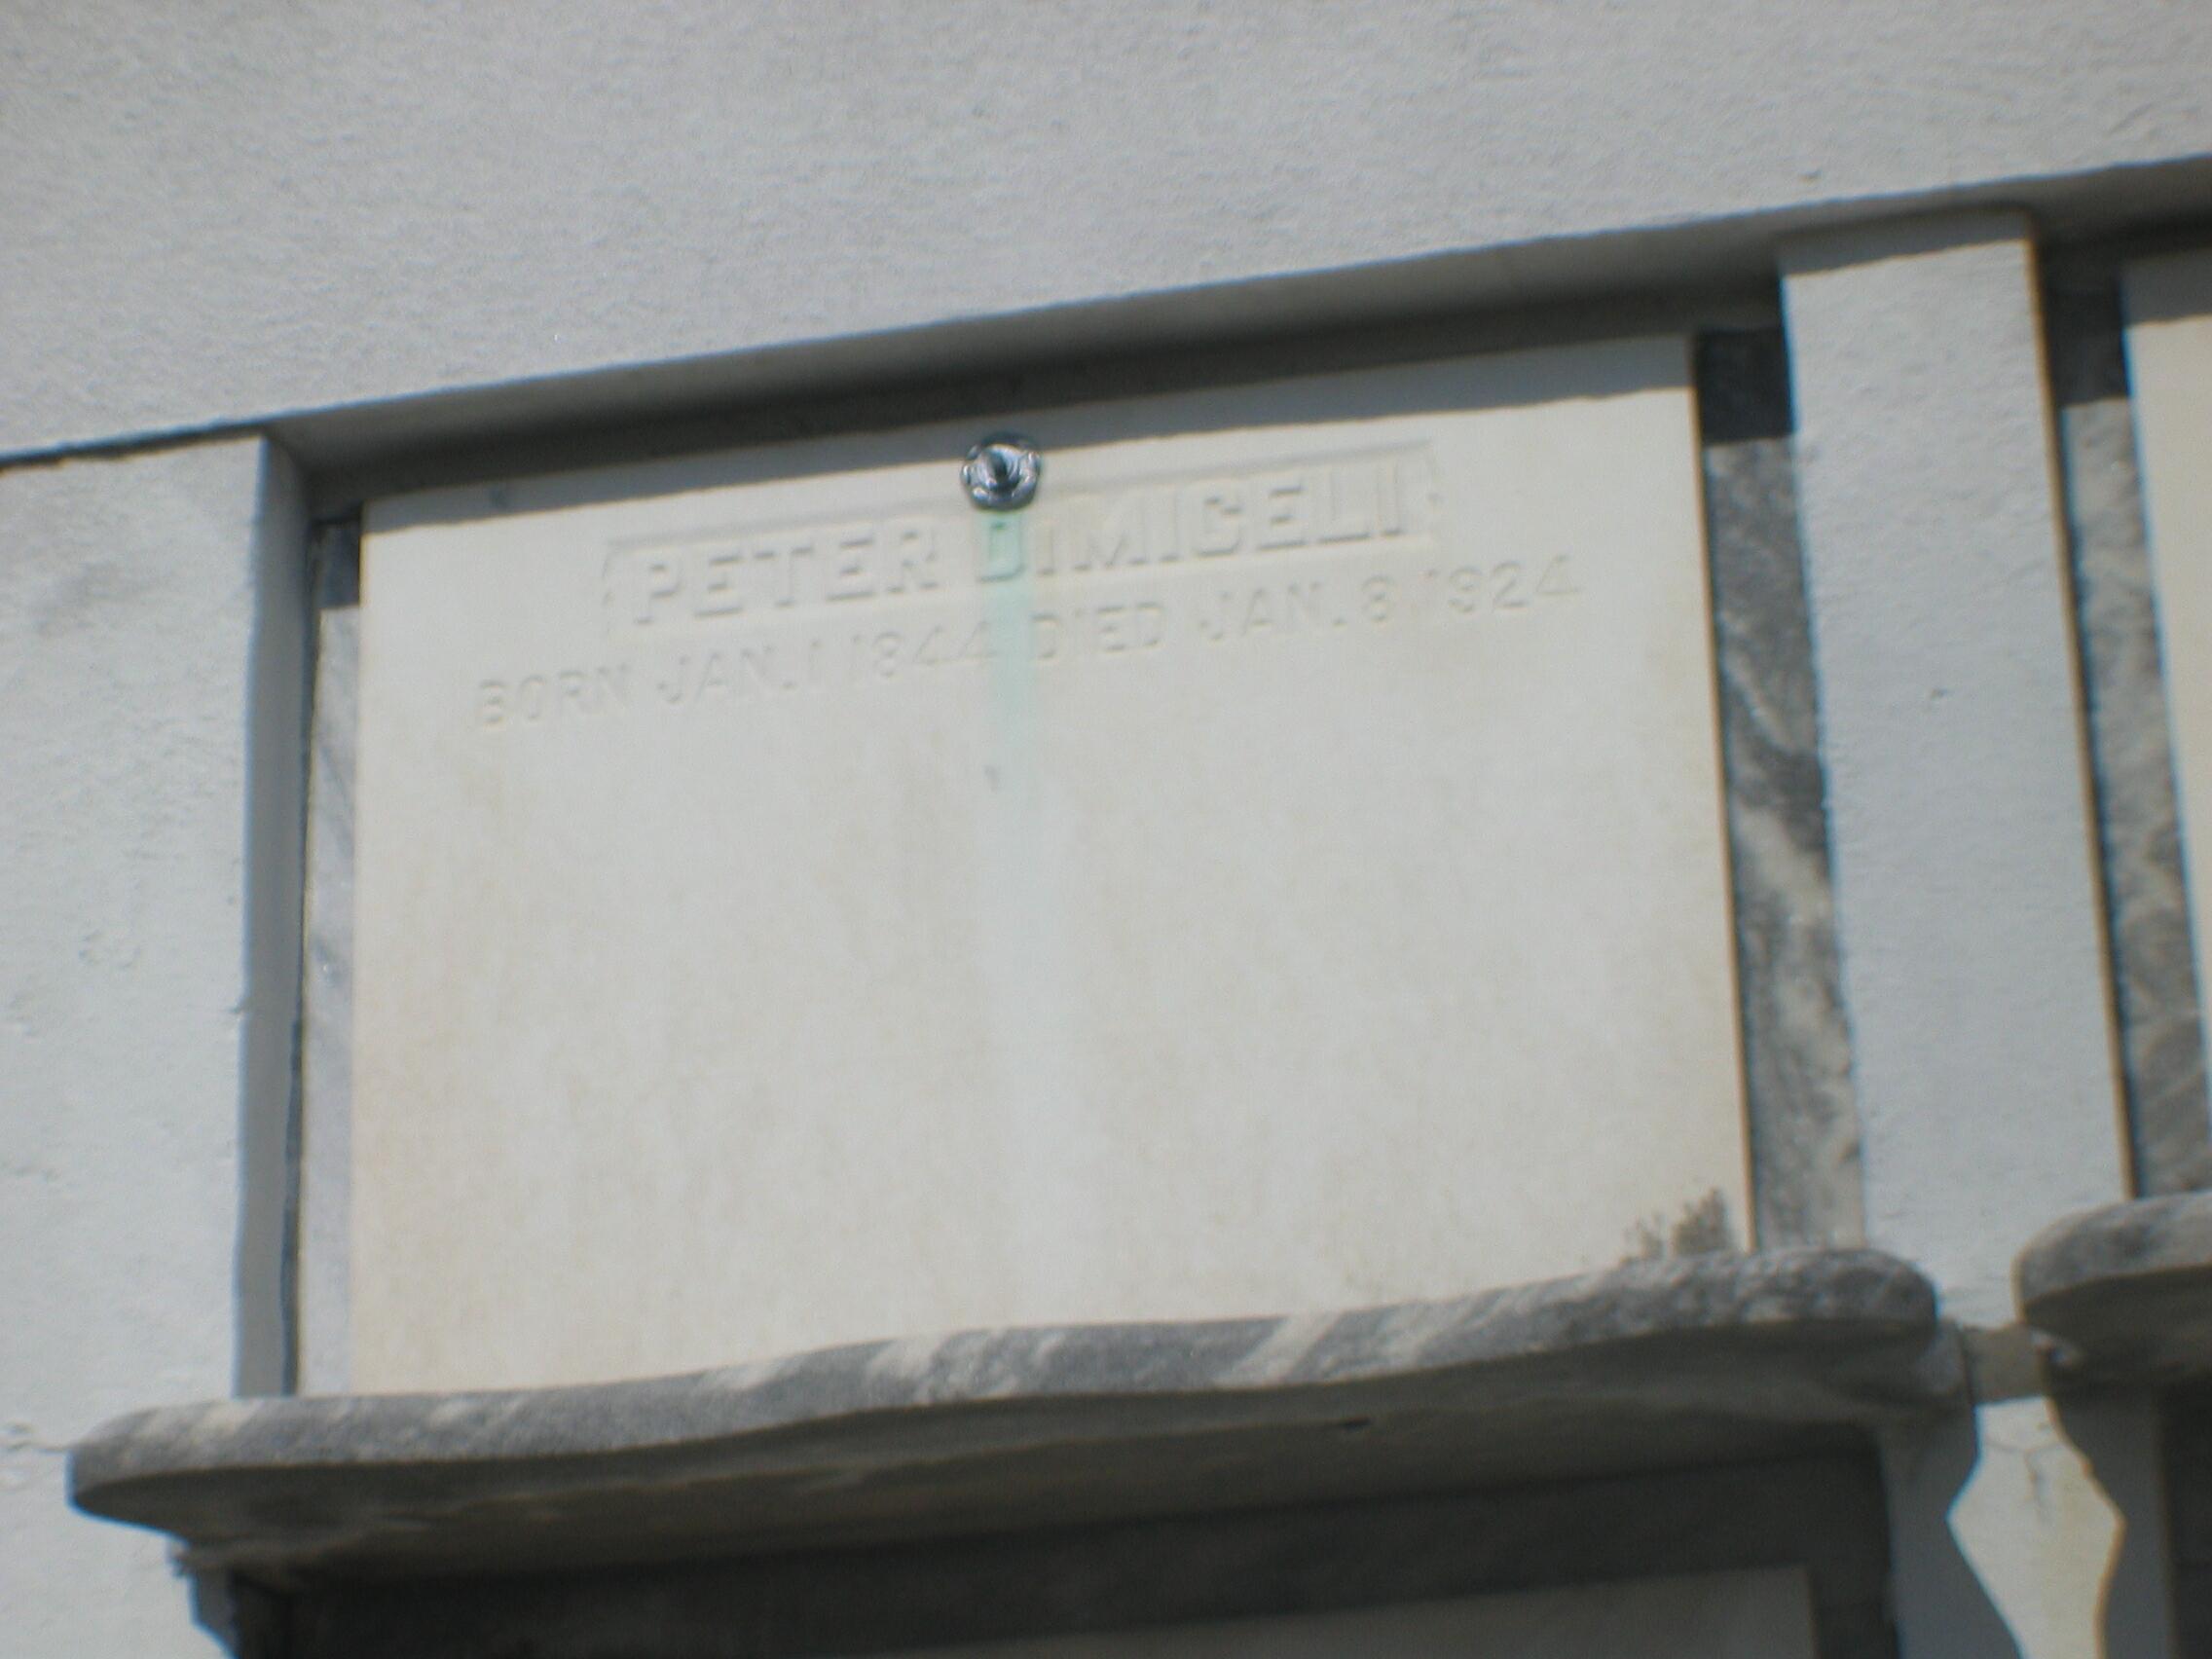 PETER DIMICELI
BORN JAN. 1 1844 DIED JAN. 8 1924